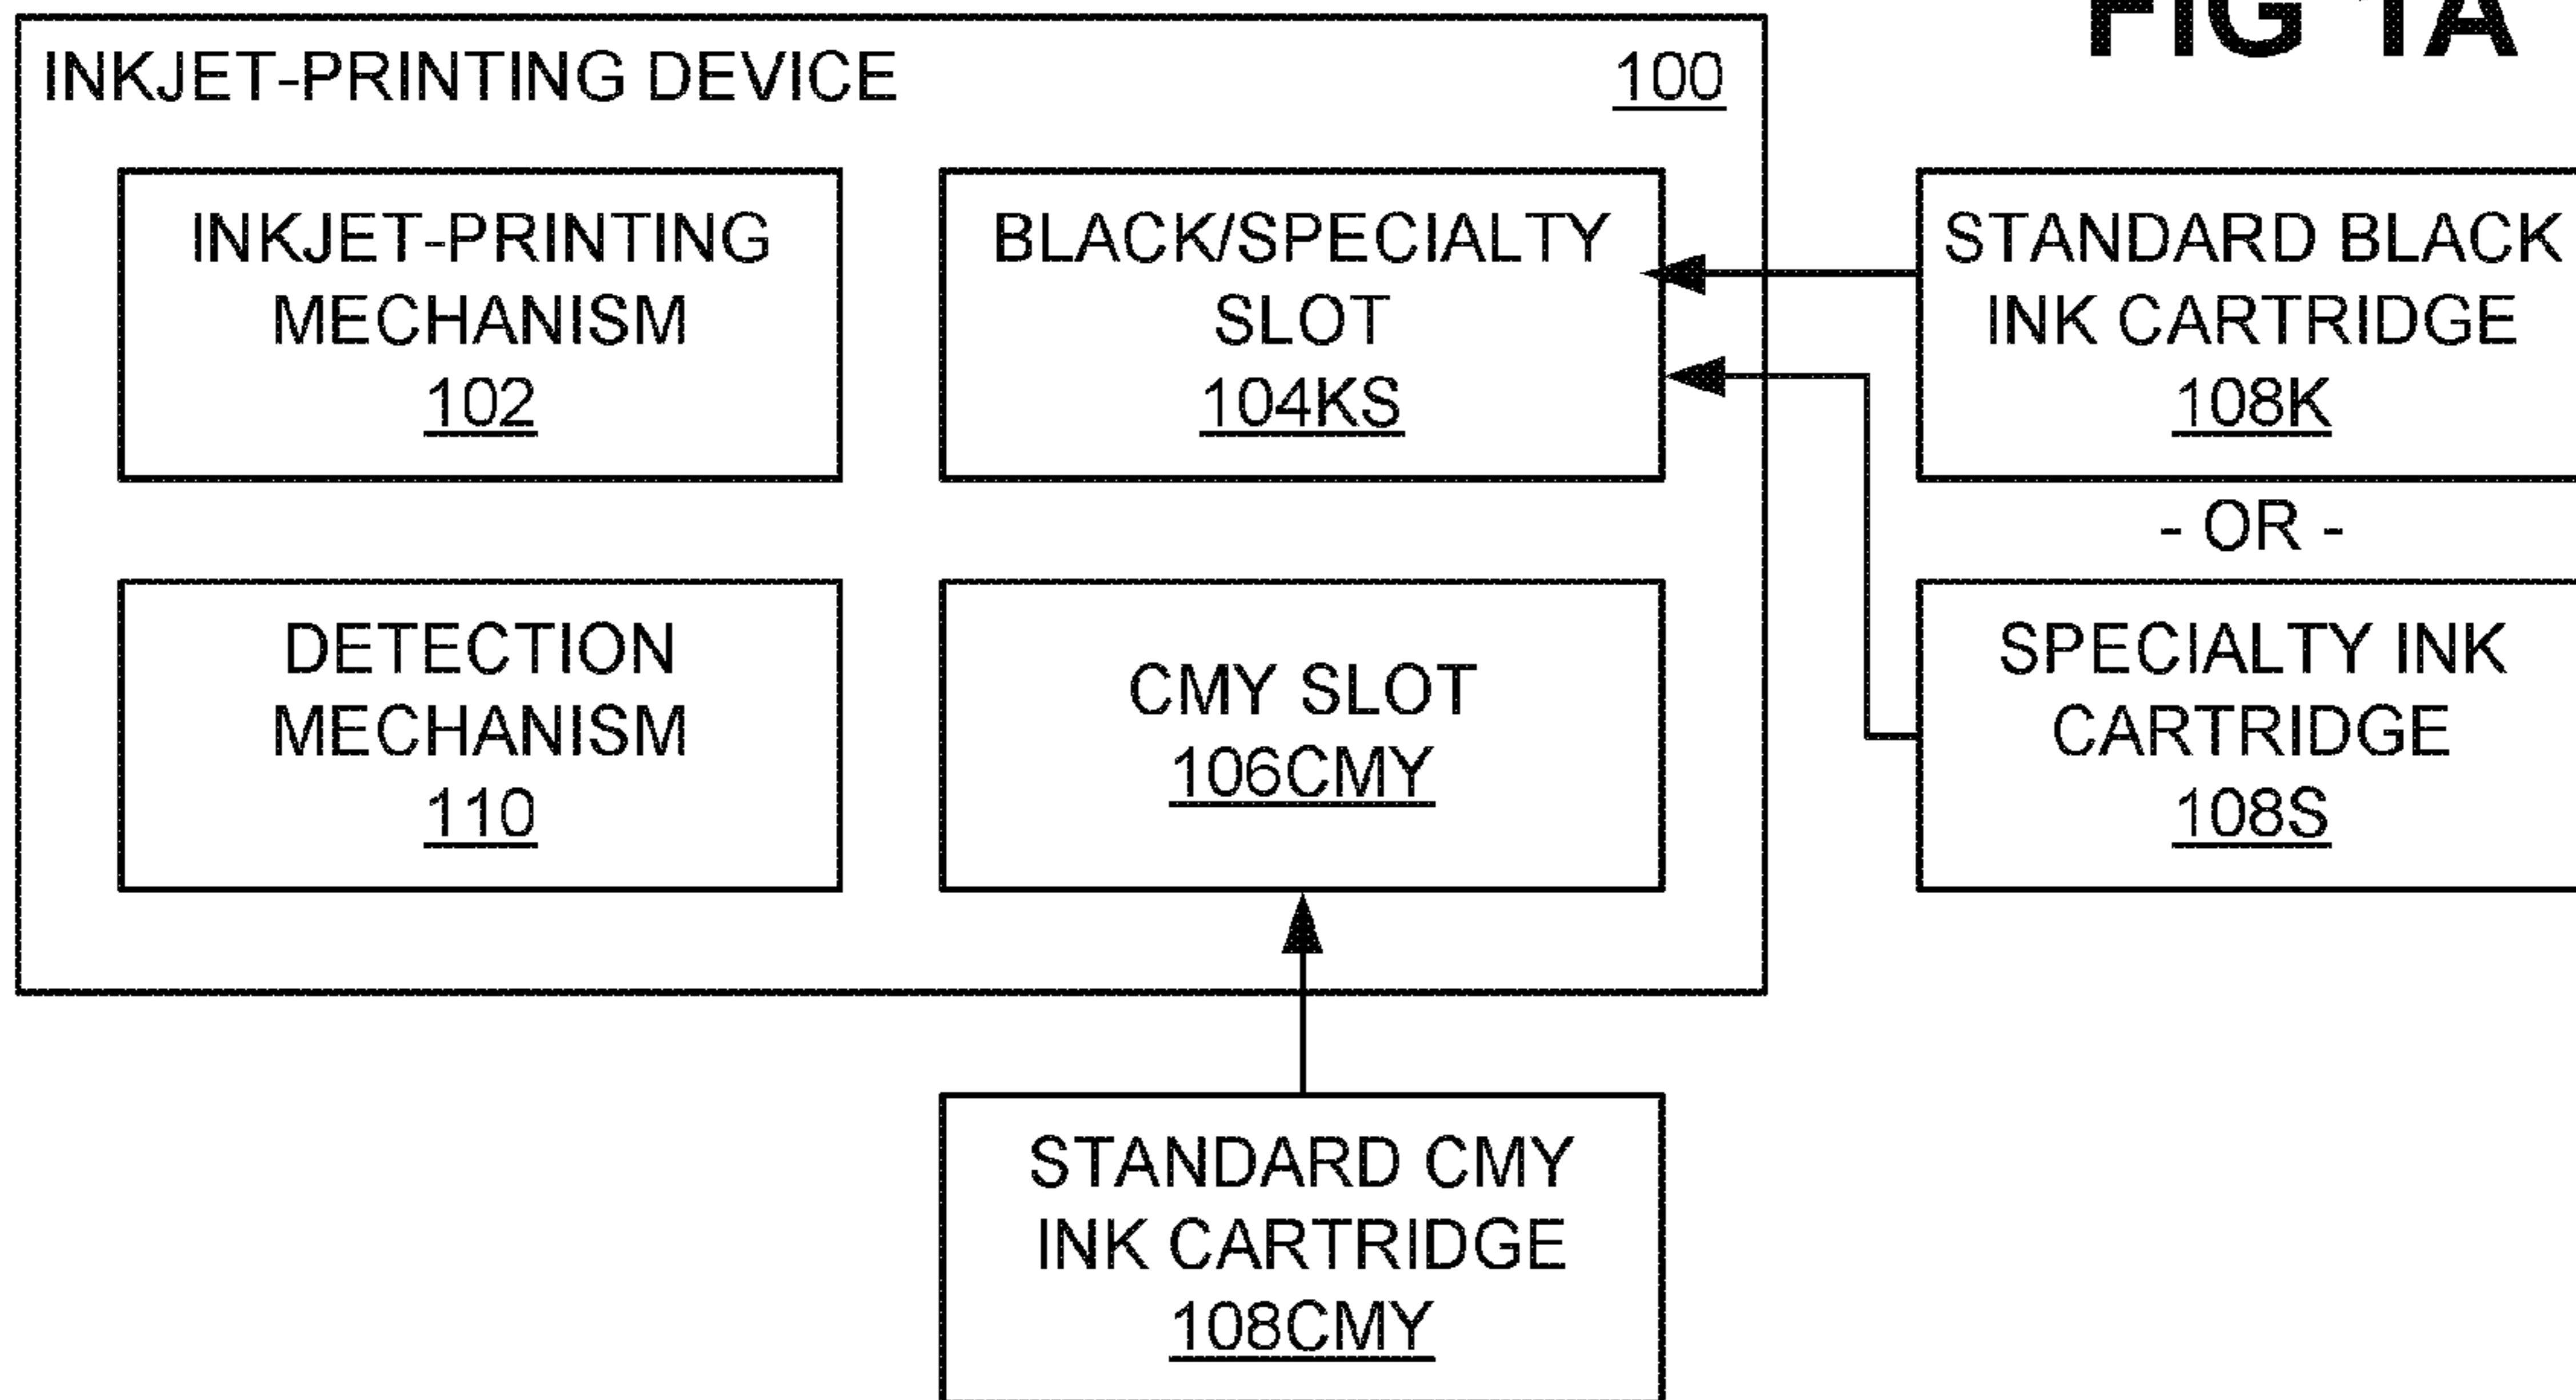 FIG 1A
INKJET-PRINTING DEVICE
100
INKJET-PRINTING
MECHANISM
102
BLACK/SPECIALTY
SLOT
104KS
STANDARD BLACK
INK CARTRIDGE
108K
- OR -
DETECTION
MECHANISM
110
CMY SLOT
106CMY
SPECIALTY INK
CARTRIDGE
108S
STANDARD CMY
INK CARTRIDGE
108CMY